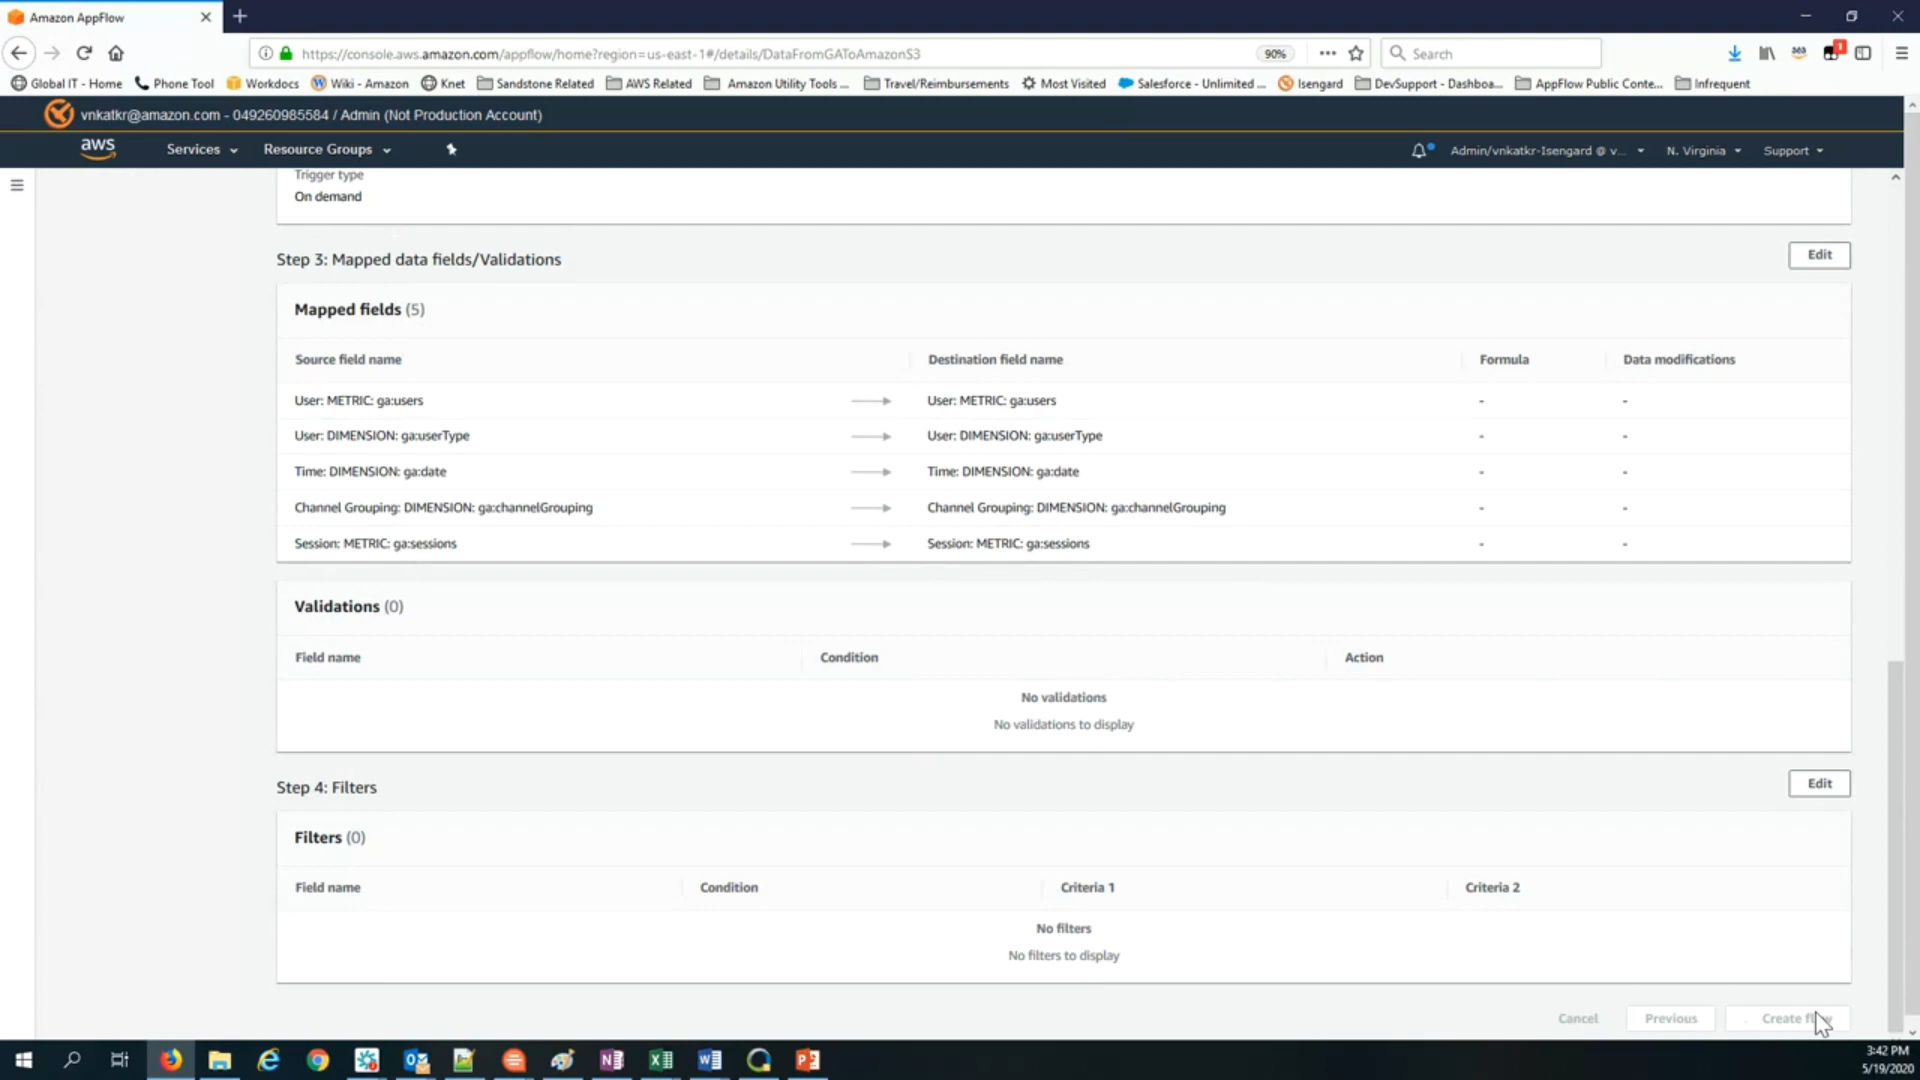 Amazon AppFlow
https://console.aws.amazon.com/appflow/home?region=us-east-1#/details/DataFromGAToAmazonS3
90%
Search
1
Global IT - Home Phone Tool Workdocs Wiki - Amazon Knet Sandstone Related AWS Related Amazon Utility Tools ... Travel/Reimbursements Most Visited Salesforce - Unlimited ... Isengard DevSupport - Dashboa... AppFlow Public Conte... Infrequent
vnkatkr@amazon.com - 049260985584 / Admin (Not Production Account)
aws Services Resource Groups Admin/vnkatkr-Isengard @ v... N. Virginia Support
Trigger type
On demand
Step 3: Mapped data fields/Validations
Edit
Mapped fields (5)
Source field name Destination field name Formula Data modifications
User: METRIC: ga:users User: METRIC: ga:users - -
User: DIMENSION: ga:userType User: DIMENSION: ga:userType - -
Time: DIMENSION: ga:date Time: DIMENSION: ga:date - -
Channel Grouping: DIMENSION: ga:channelGrouping Channel Grouping: DIMENSION: ga:channelGrouping - -
Session: METRIC: ga:sessions Session: METRIC: ga:sessions - -
Validations (0)
Field name Condition Action
No validations
No validations to display
Step 4: Filters
Edit
Filters (0)
Field name Condition Criteria 1 Criteria 2
No filters
No filters to display
Cancel Previous Create
3:42 PM
5/19/2020